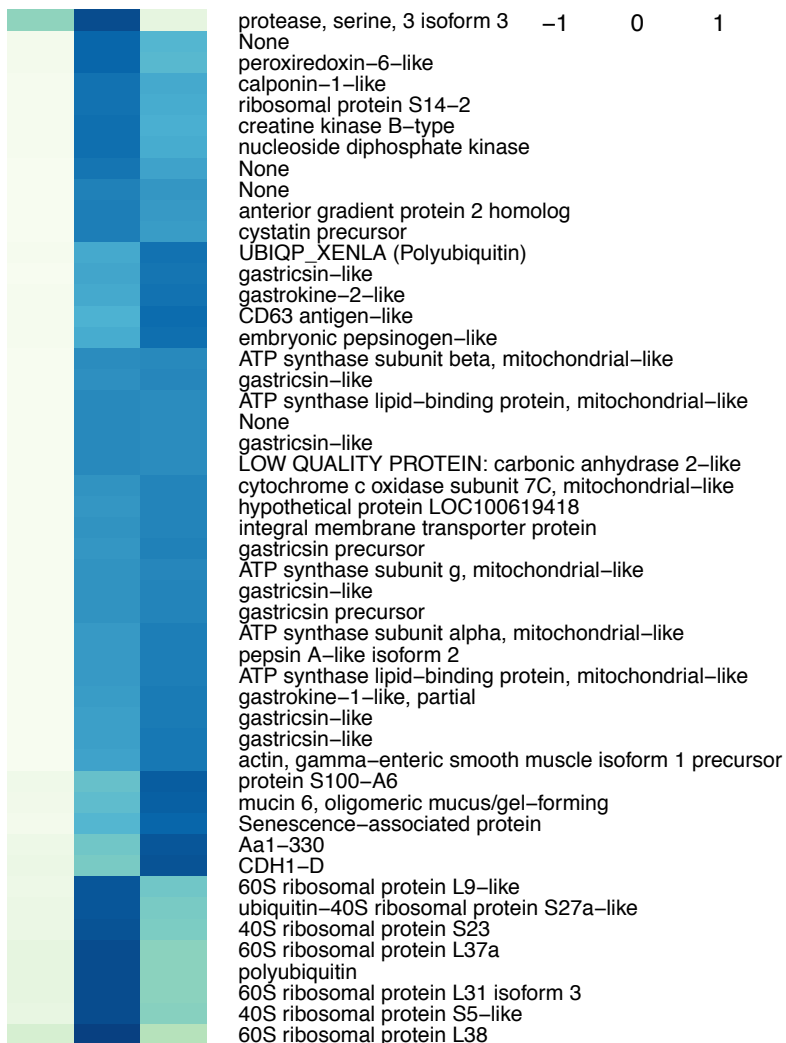 protease, serine, 3 isoform 3 −1 0 1
None
peroxiredoxin−6−like
calponin−1−like
ribosomal protein S14−2
creatine kinase B−type
nucleoside diphosphate kinase
None
None
anterior gradient protein 2 homolog
cystatin precursor
UBIQP_XENLA (Polyubiquitin)
gastricsin−like
gastrokine−2−like
CD63 antigen−like
embryonic pepsinogen−like
ATP synthase subunit beta, mitochondrial−like
gastricsin−like
ATP synthase lipid−binding protein, mitochondrial−like
None
gastricsin−like
LOW QUALITY PROTEIN: carbonic anhydrase 2−like
cytochrome c oxidase subunit 7C, mitochondrial−like
hypothetical protein LOC100619418
integral membrane transporter protein
gastricsin precursor
ATP synthase subunit g, mitochondrial−like
gastricsin−like
gastricsin precursor
ATP synthase subunit alpha, mitochondrial−like
pepsin A−like isoform 2
ATP synthase lipid−binding protein, mitochondrial−like
gastrokine−1−like, partial
gastricsin−like
gastricsin−like
actin, gamma−enteric smooth muscle isoform 1 precursor
protein S100−A6
mucin 6, oligomeric mucus/gel−forming
Senescence−associated protein
Aa1−330
CDH1−D
60S ribosomal protein L9−like
ubiquitin−40S ribosomal protein S27a−like
40S ribosomal protein S23
60S ribosomal protein L37a
polyubiquitin
60S ribosomal protein L31 isoform 3
40S ribosomal protein S5−like
60S ribosomal protein L38